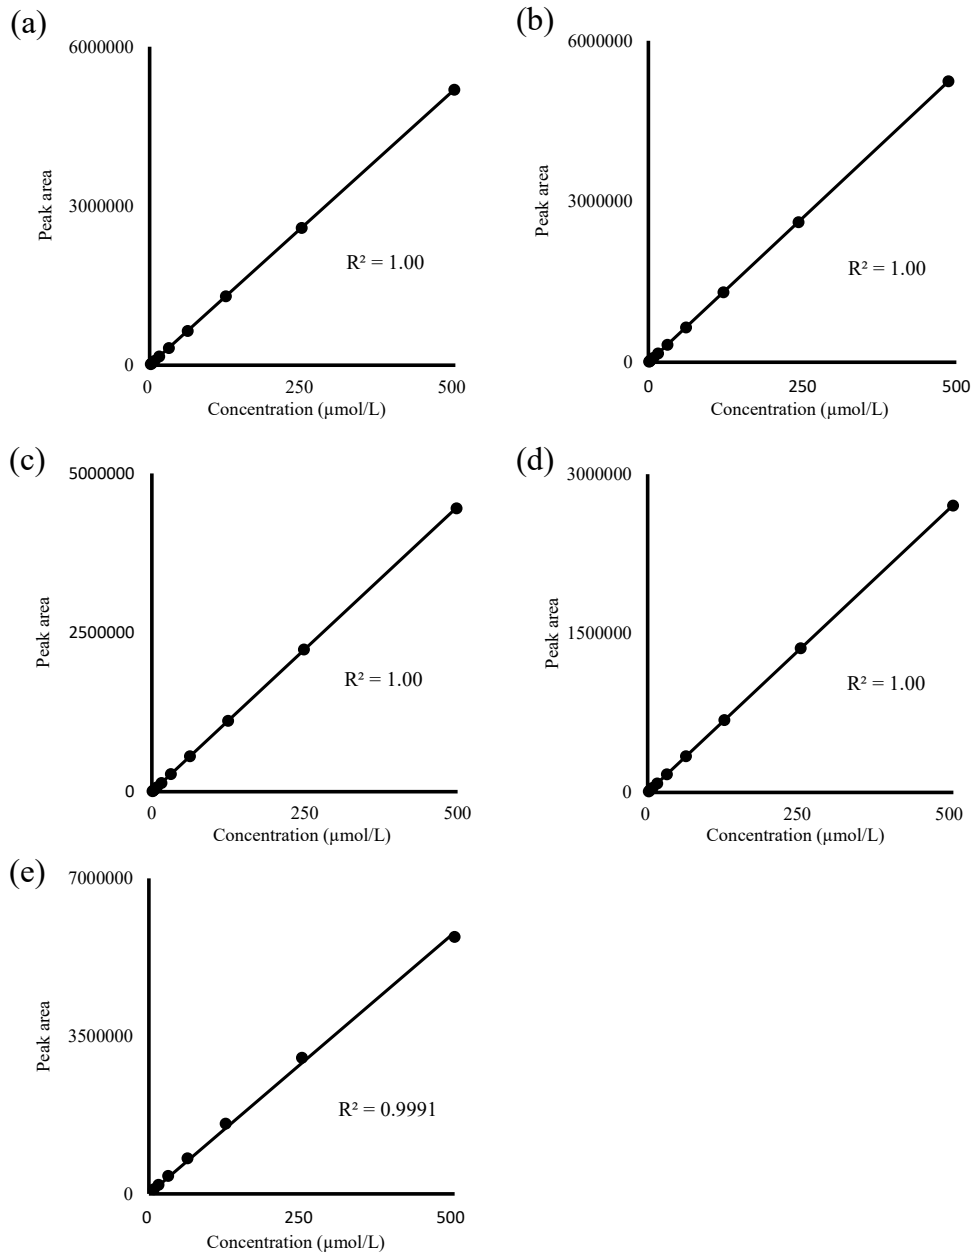 (a)
6000000
3000000
0
Peak area
R² = 1.00
0 250 500
Concentration (µmol/L)
(b)
6000000
3000000
0
Peak area
R² = 1.00
0 250 500
Concentration (µmol/L)
(c)
5000000
2500000
0
Peak area
R² = 1.00
0 250 500
Concentration (µmol/L)
(d)
3000000
1500000
0
Peak area
R² = 1.00
0 250 500
Concentration (µmol/L)
(e)
7000000
3500000
0
Peak area
R² = 0.9991
0 250 500
Concentration (µmol/L)